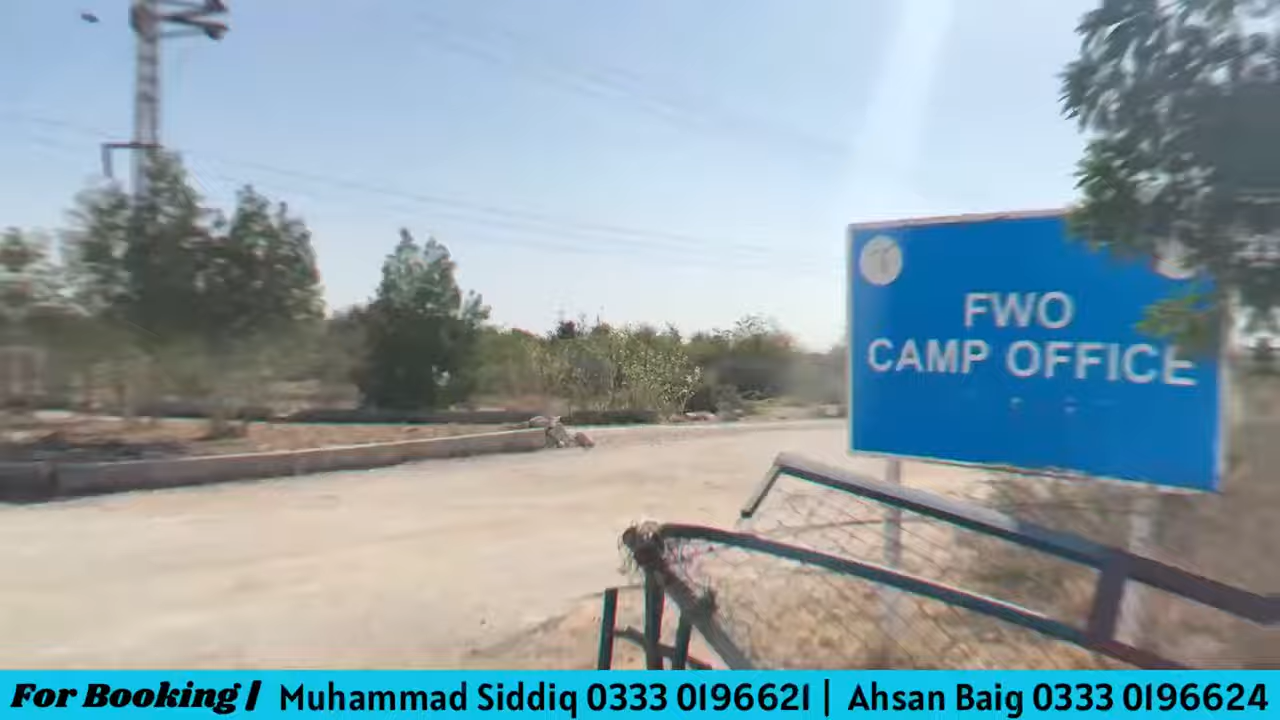 FWO
CAMP OFFICE
For Booking | Muhammad Siddiq 0333 0196621 | Ahsan Baig 0333 0196624